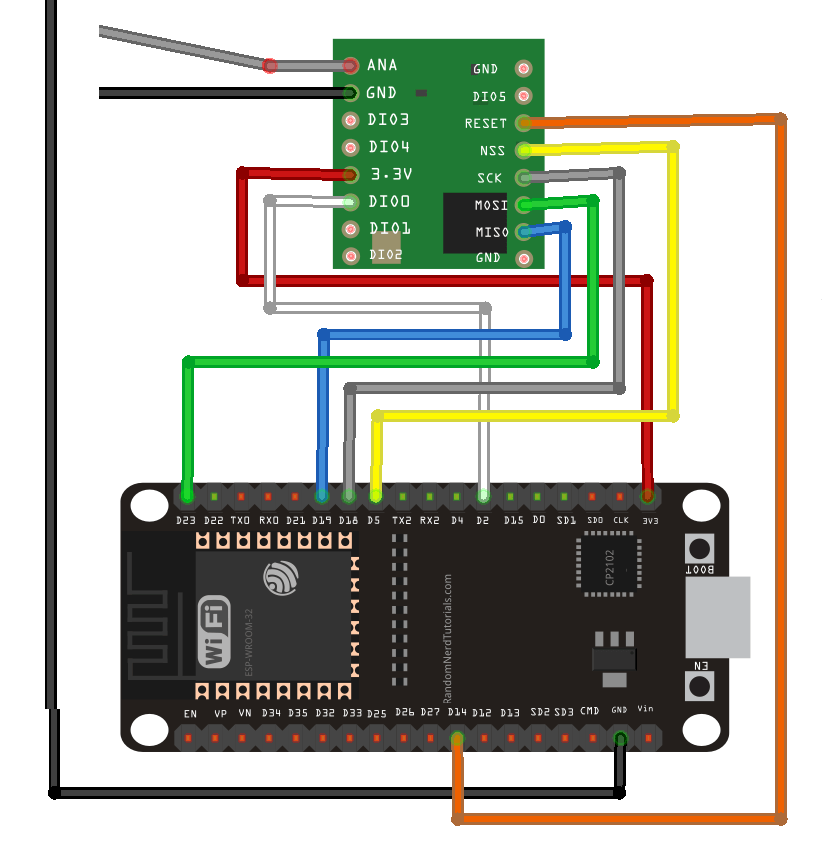 ANA
GND
DIO3
DIO4
3.3V
DIO0
DIO1
DIO2
GND
DIO5
RESET
NSS
SCK
MOSI
MISO
GND
D23 D22 TX0 RX0 D21 D19 D18 D5 TX2 RX2 D4 D2 D15 D0 SD1 SD0 CLK 3V3
BOOT
CP2102
WiFi
ESP-WROOM-32
RandomNerdTutorials.com
EN
EN VP VN D34 D35 D32 D33 D25 D26 D27 D14 D12 D13 SD2 SD3 CMD GND Vin